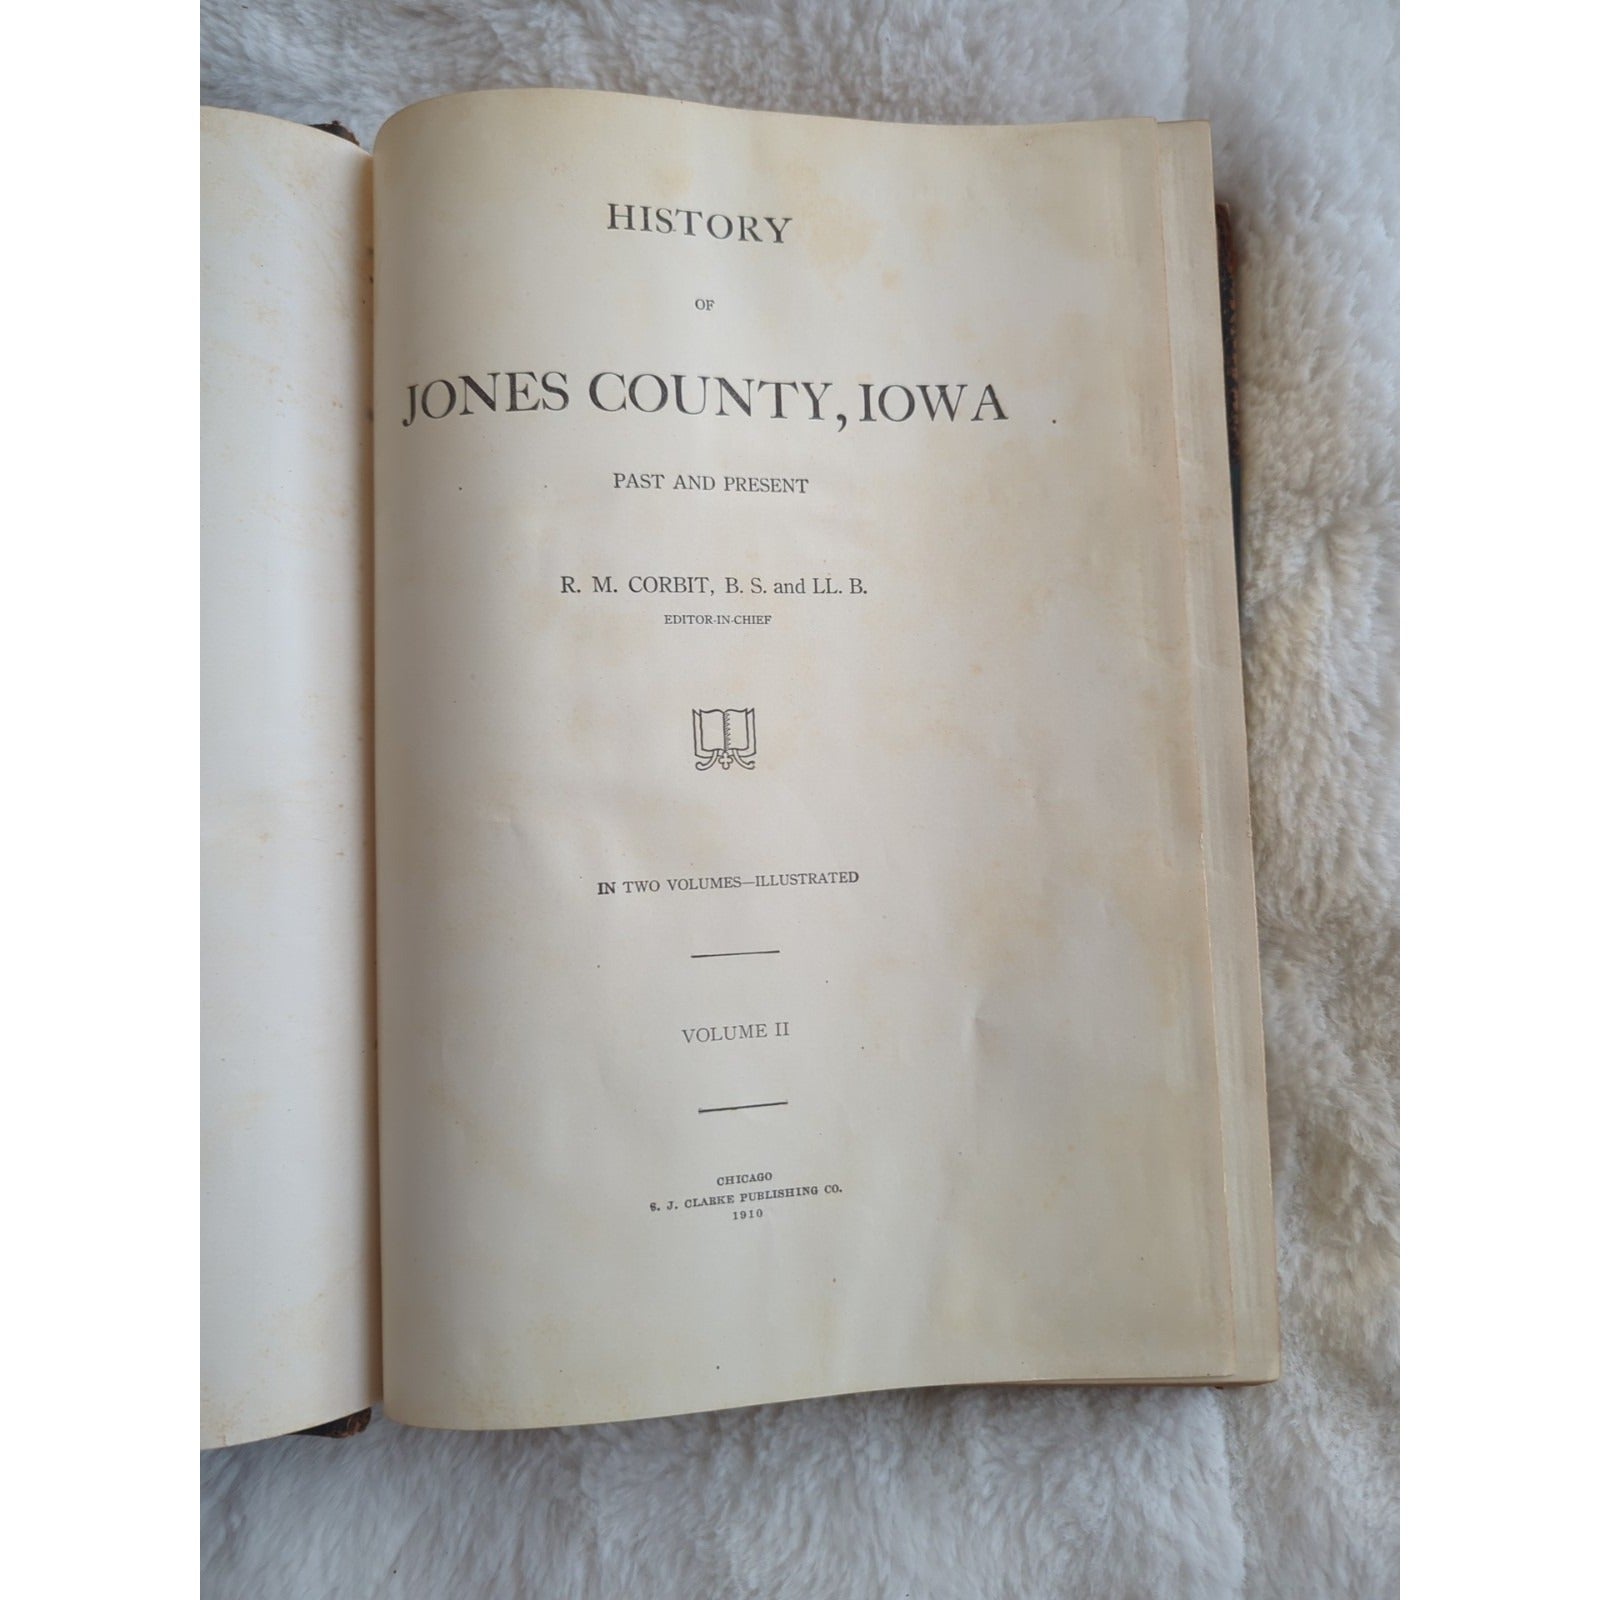 HISTORY
OF
JONES COUNTY, IOWA
PAST AND PRESENT
R. M. CORBIT, B. S. and LL. B.
EDITOR-IN-CHIEF
IN TWO VOLUMES—ILLUSTRATED
VOLUME II
CHICAGO
S. J. CLARKE PUBLISHING CO.
1910